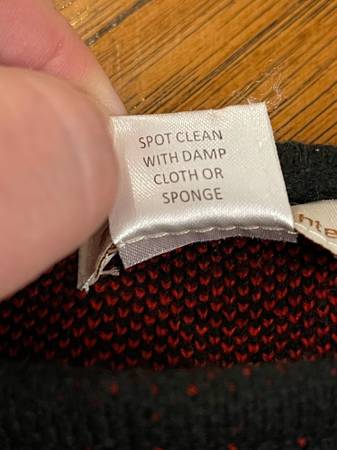 SPOT CLEAN
WITH DAMP
CLOTH OR
SPONGE